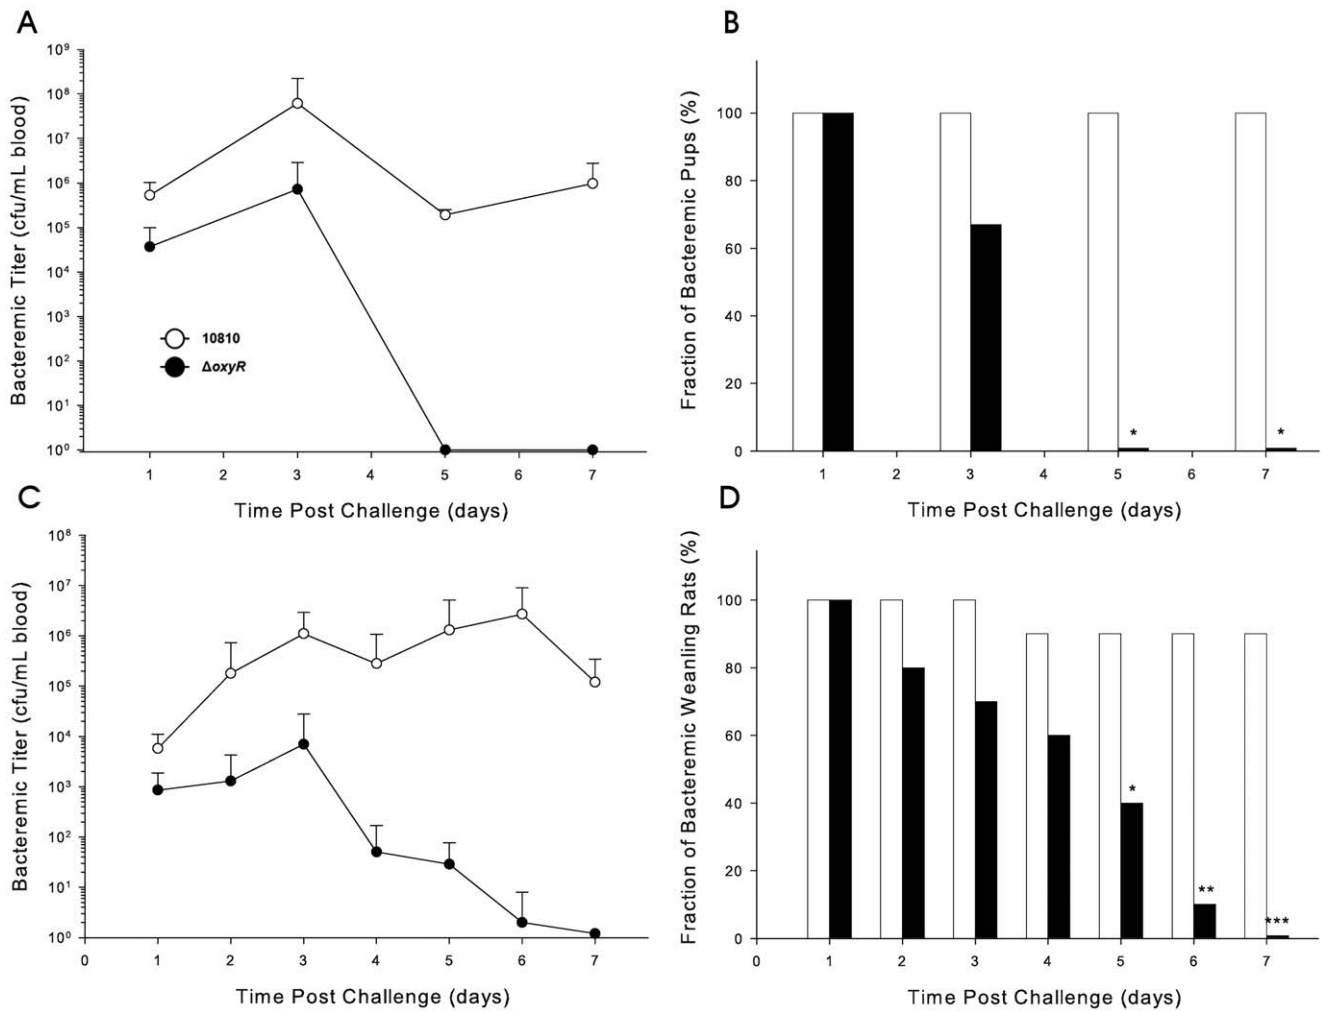 A
10⁹
10⁸
10⁷
10⁶
10⁵
10⁴
10³
10²
10¹
10⁰
Bacteremic Titer (cfu/mL blood)
10810
ΔoxyR
1 2 3 4 5 6 7
Time Post Challenge (days)
B
100
80
60
40
20
0
Fraction of Bacteremic Pups (%)
* *
1 2 3 4 5 6 7
Time Post Challenge (days)
C
10⁸
10⁷
10⁶
10⁵
10⁴
10³
10²
10¹
10⁰
Bacteremic Titer (cfu/mL blood)
0 1 2 3 4 5 6 7
Time Post Challenge (days)
D
100
80
60
40
20
0
Fraction of Bacteremic Weanling Rats (%)
* ** ***
0 1 2 3 4 5 6 7
Time Post Challenge (days)